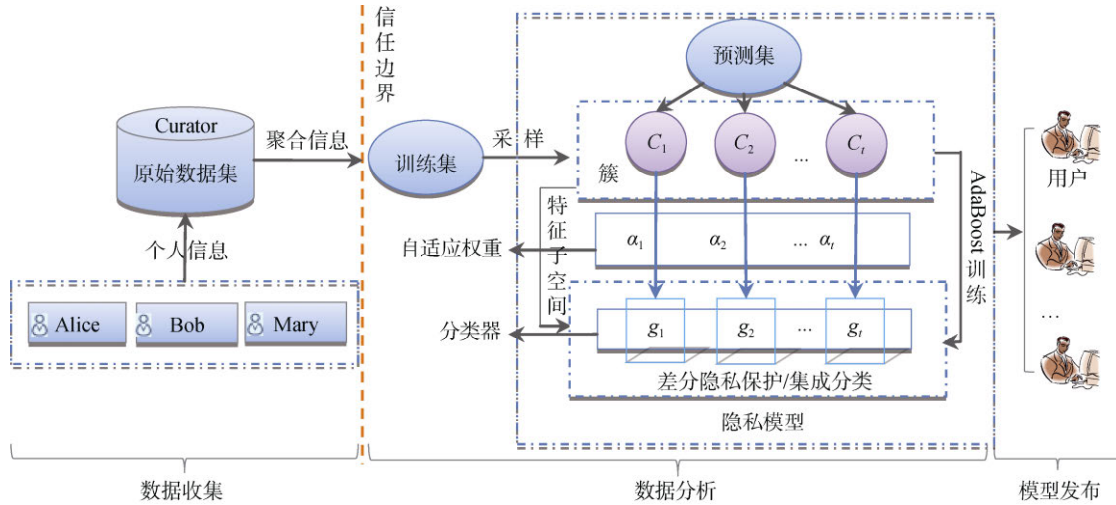 信任边界
预测集
Curator
原始数据集
聚合信息
训练集
采 样
C1
C2
...
Ct
簇
用户
个人信息
特征子空间
自适应权重
α1
α2
... αt
AdaBoost 训练
Alice
Bob
Mary
分类器
g1
g2
...
gt
...
差分隐私保护/集成分类
隐私模型
数据收集
数据分析
模型发布